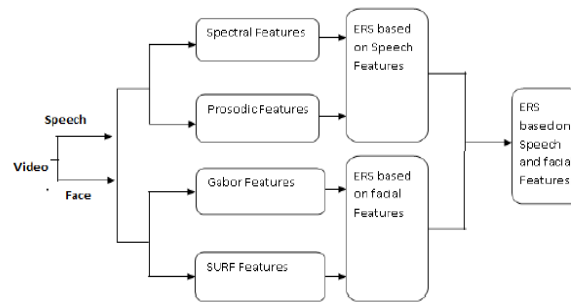 Video
Speech
Face
Spectral Features
Prosodic Features
Gabor Features
SURF Features
ERS based
on Speech
Features
ERS based
on facial
Features
ERS
based on
Speech
and facial
Features